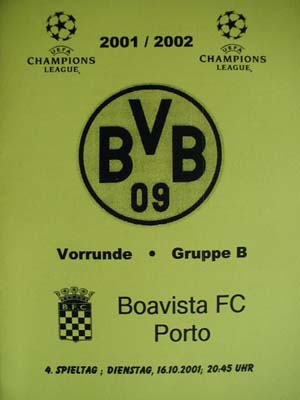 2001 / 2002
UEFA
CHAMPIONS
LEAGUE
UEFA
CHAMPIONS
LEAGUE
BVB
09
Vorrunde • Gruppe B
B.F.C.
Boavista FC
Porto
4. SPIELTAG ; DIENSTAG, 16.10.2001; 20:45 UHR